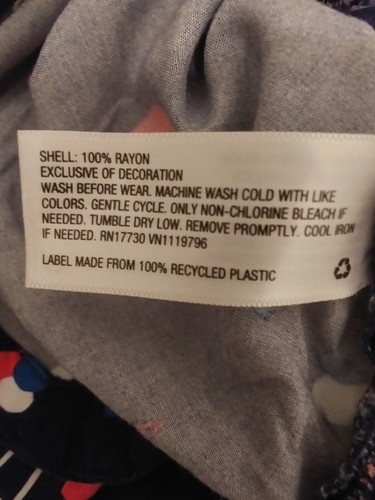 SHELL: 100% RAYON
EXCLUSIVE OF DECORATION
WASH BEFORE WEAR. MACHINE WASH COLD WITH LIKE
COLORS. GENTLE CYCLE. ONLY NON-CHLORINE BLEACH IF
NEEDED. TUMBLE DRY LOW. REMOVE PROMPTLY. COOL IRON
IF NEEDED. RN17730 VN1119796
LABEL MADE FROM 100% RECYCLED PLASTIC